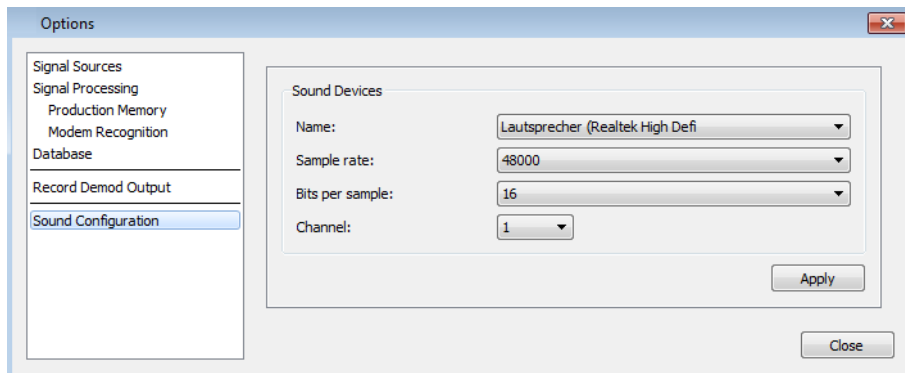 Options
Signal Sources
Signal Processing
Production Memory
Modem Recognition
Database
Record Demod Output
Sound Configuration
Sound Devices
Name: Lautsprecher (Realtek High Defi
Sample rate: 48000
Bits per sample: 16
Channel: 1
Apply
Close